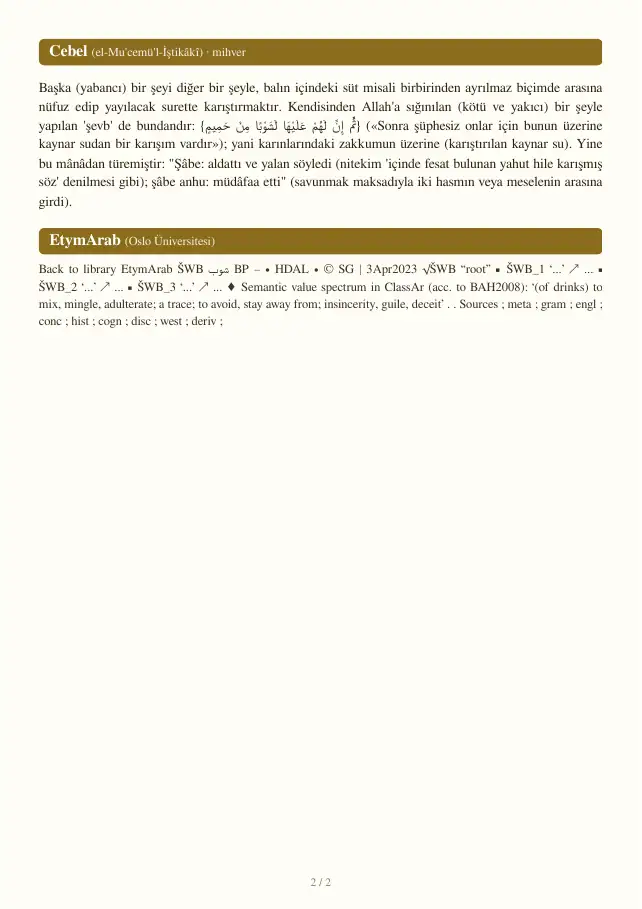 Cebel (el-Mu'cemü'l-İştikâkî) · mihver
Başka (yabancı) bir şeyi diğer bir şeyle, balın içindeki süt misali birbirinden ayrılmaz biçimde arasına
nüfuz edip yayılacak surette karıştırmaktır. Kendisinden Allah'a sığınılan (kötü ve yakıcı) bir şeyle
yapılan 'şevb' de bundandır: {ثُمَّ إِنَّ لَهُمْ عَلَيْهَا لَشَوْبًا مِنْ حَمِيمٍ} («Sonra şüphesiz onlar için bunun üzerine
kaynar sudan bir karışım vardır»); yani karınlarındaki zakkumun üzerine (karıştırılan kaynar su). Yine
bu mânâdan türemiştir: "Şâbe: aldattı ve yalan söyledi (nitekim 'içinde fesat bulunan yahut hile karışmış
söz' denilmesi gibi); şâbe anhu: müdâfaa etti" (savunmak maksadıyla iki hasmın veya meselenin arasına
girdi).
EtymArab (Oslo Üniversitesi)
Back to library EtymArab ŠWB شوب BP – • HDAL • © SG | 3Apr2023 √ŠWB “root” ▪ ŠWB_1 ‘...’ ↗ ... ▪
ŠWB_2 ‘...’ ↗ ... ▪ ŠWB_3 ‘...’ ↗ ... ♦ Semantic value spectrum in ClassAr (acc. to BAH2008): ‘(of drinks) to
mix, mingle, adulterate; a trace; to avoid, stay away from; insincerity, guile, deceit’ . . Sources ; meta ; gram ; engl ;
conc ; hist ; cogn ; disc ; west ; deriv ;
2 / 2